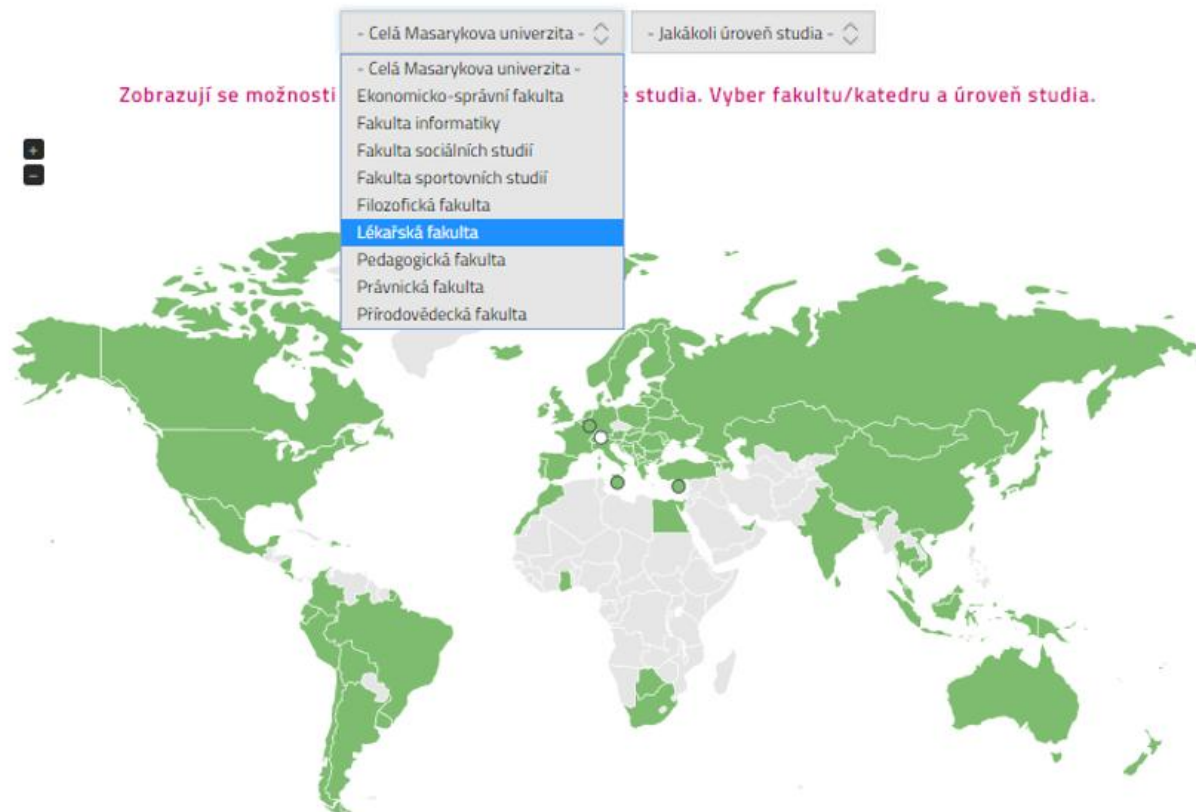 - Celá Masarykova univerzita -
- Jakákoli úroveň studia -
- Celá Masarykova univerzita -
Ekonomicko-správní fakulta
Fakulta informatiky
Fakulta sociálních studií
Fakulta sportovních studií
Filozofická fakulta
Lékařská fakulta
Pedagogická fakulta
Právnická fakulta
Přírodovědecká fakulta
Zobrazují se možnosti é studia. Vyber fakultu/katedru a úroveň studia.
+
−